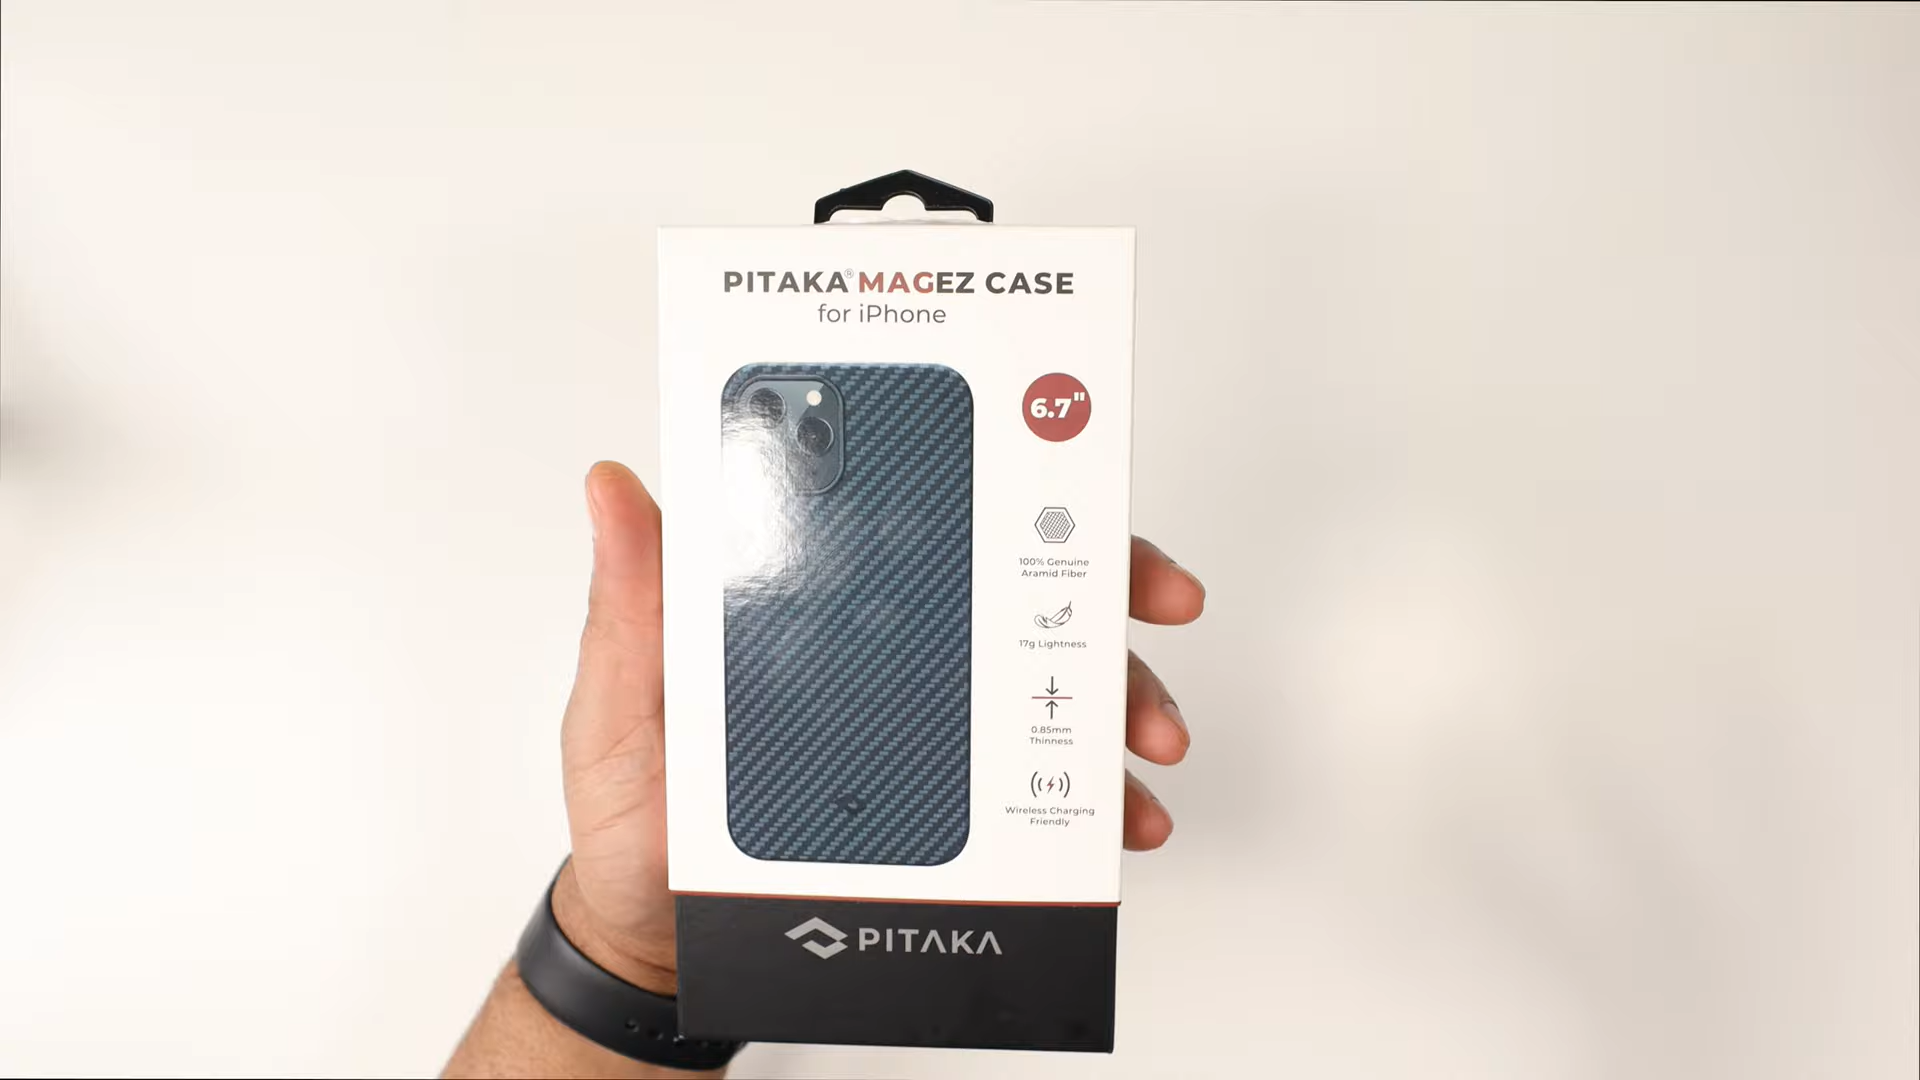 PITAKA® MAGEZ CASE
for iPhone
6.7"
100% Genuine
Aramid Fiber
17g Lightness
0.85mm
Thinness
Wireless Charging
Friendly
PITAKA